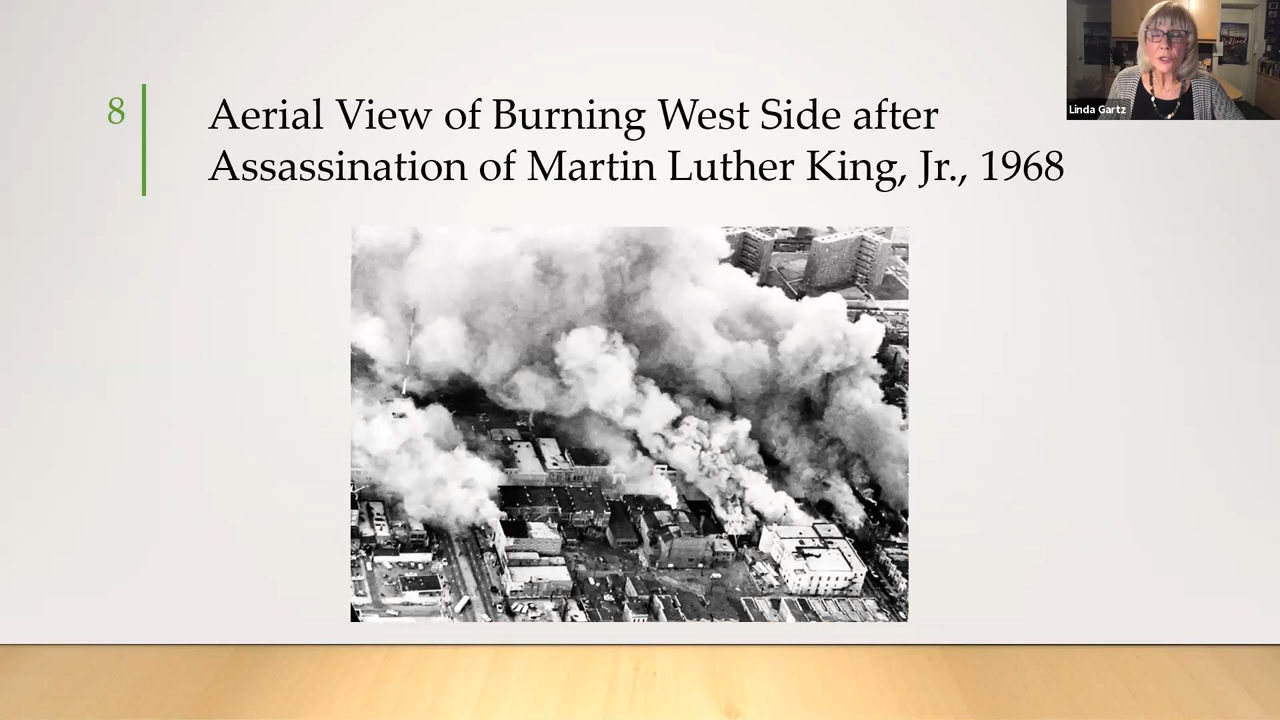 8
Aerial View of Burning West Side after
Assassination of Martin Luther King, Jr., 1968
Linda Gartz